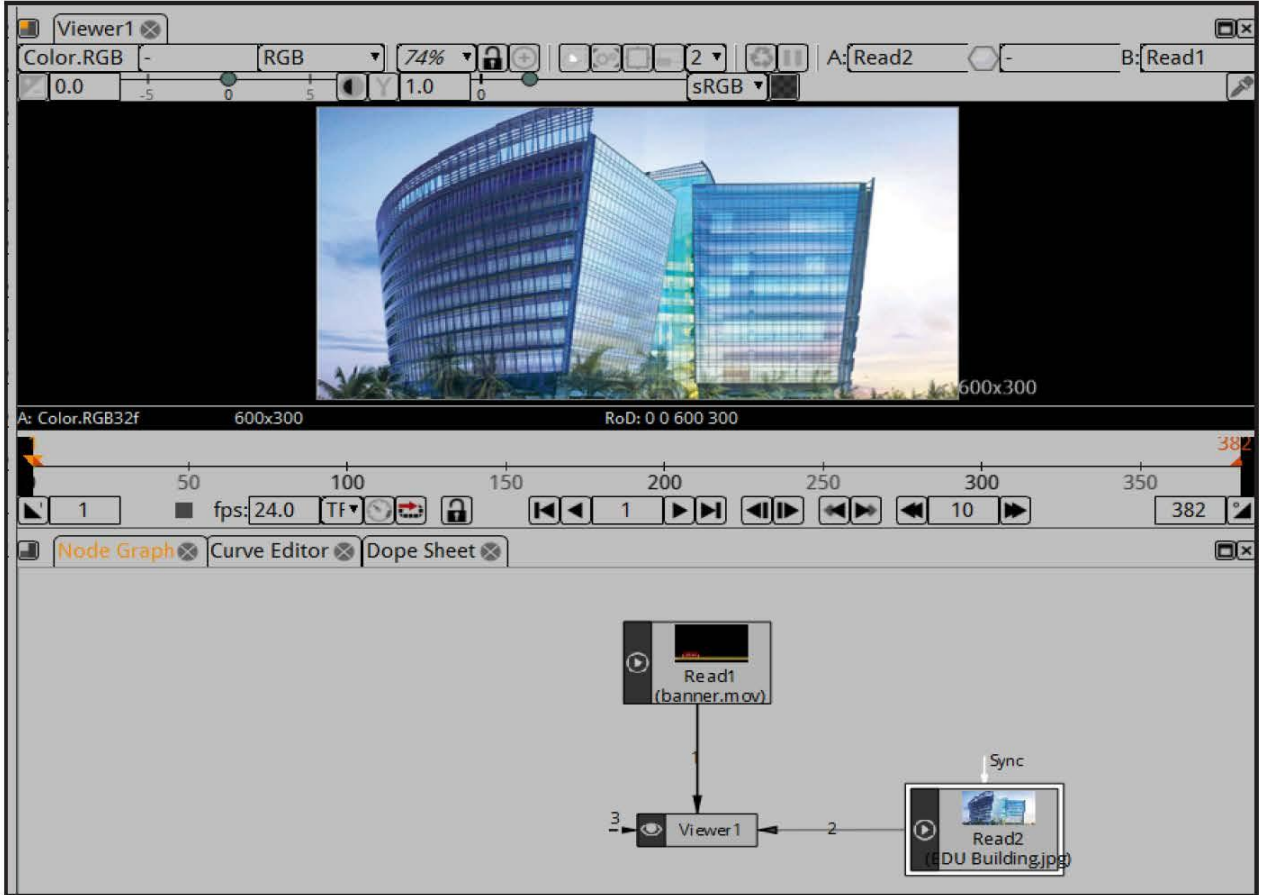 Viewer1
Color.RGB - RGB 74% 2 A: Read2 - B: Read1
0.0 -5 0 5 Y 1.0 0 sRGB
600x300
A: Color.RGB32f 600x300 RoD: 0 0 600 300
1 382
50 100 150 200 250 300 350
1 fps: 24.0 TF 1 10 382
Node Graph Curve Editor Dope Sheet
Read1
(banner.mov)
1
Sync
3 Viewer1 2
Read2
(EDU Building.jpg)